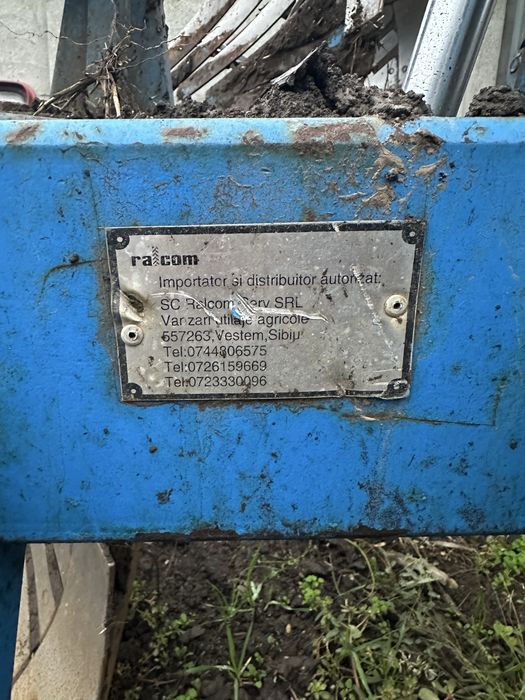 ralcom
Importator si distribuitor autorizat:
SC Ralcom Serv SRL
Vanzari utilaje agricole
557263,Vestem,Sibiu
Tel:0744806575
Tel:0726159669
Tel:0723330096